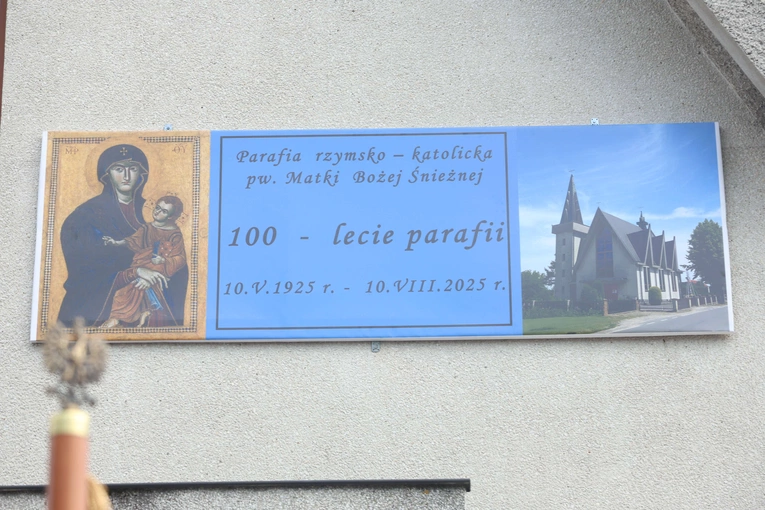 Parafia rzymsko – katolicka
pw. Matki Bożej Śnieżnej
100 - lecie parafii
10.V.1925 r. - 10.VIII.2025 r.